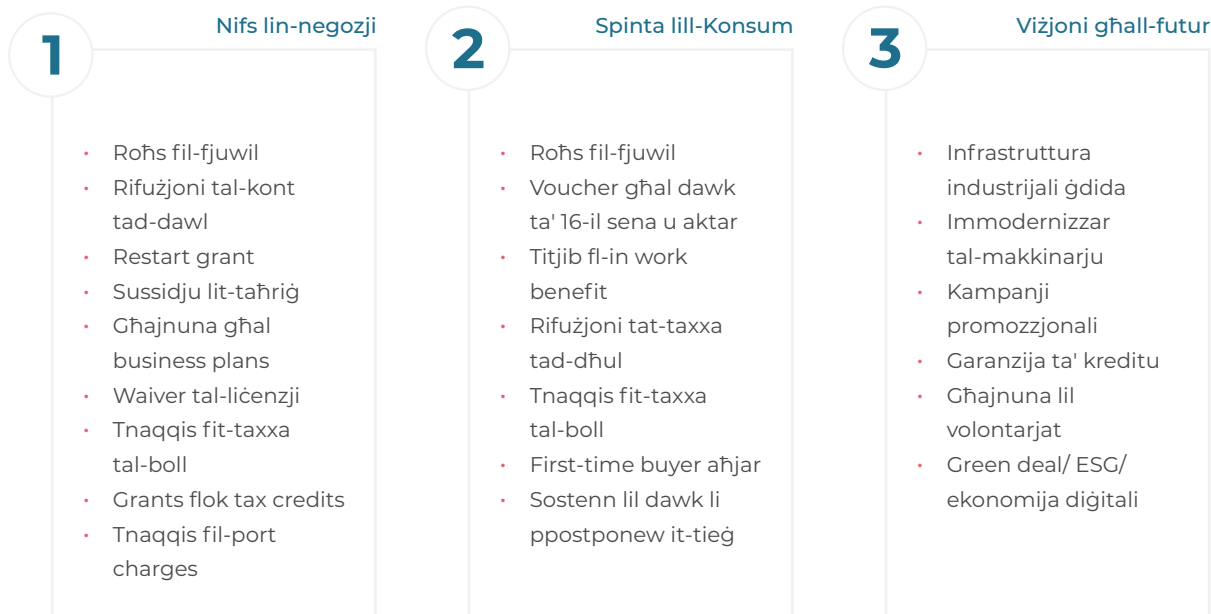 1
Nifs lin-negozji
• Roħs fil-fjuwil
• Rifużjoni tal-kont
tad-dawl
• Restart grant
• Sussidju lit-taħriġ
• Għajnuna għal
business plans
• Waiver tal-liċenzji
• Tnaqqis fit-taxxa
tal-boll
• Grants flok tax credits
• Tnaqqis fil-port
charges
2
Spinta lill-Konsum
• Roħs fil-fjuwil
• Voucher għal dawk
ta' 16-il sena u aktar
• Titjib fl-in work
benefit
• Rifużjoni tat-taxxa
tad-dħul
• Tnaqqis fit-taxxa
tal-boll
• First-time buyer aħjar
• Sostenn lil dawk li
ppostponew it-tieġ
3
Viżjoni għall-futur
• Infrastruttura
industrijali ġdida
• Immodernizzar
tal-makkinarju
• Kampanji
promozzjonali
• Garanzija ta' kreditu
• Għajnuna lil
volontarjat
• Green deal/ ESG/
ekonomija diġitali